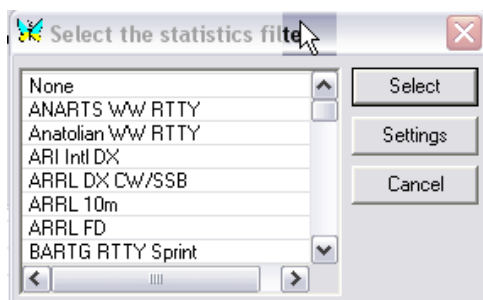 Select the statistics filter
None
ANARTS WW RTTY
Anatolian WW RTTY
ARI Intl DX
ARRL DX CW/SSB
ARRL 10m
ARRL FD
BARTG RTTY Sprint
Select
Settings
Cancel